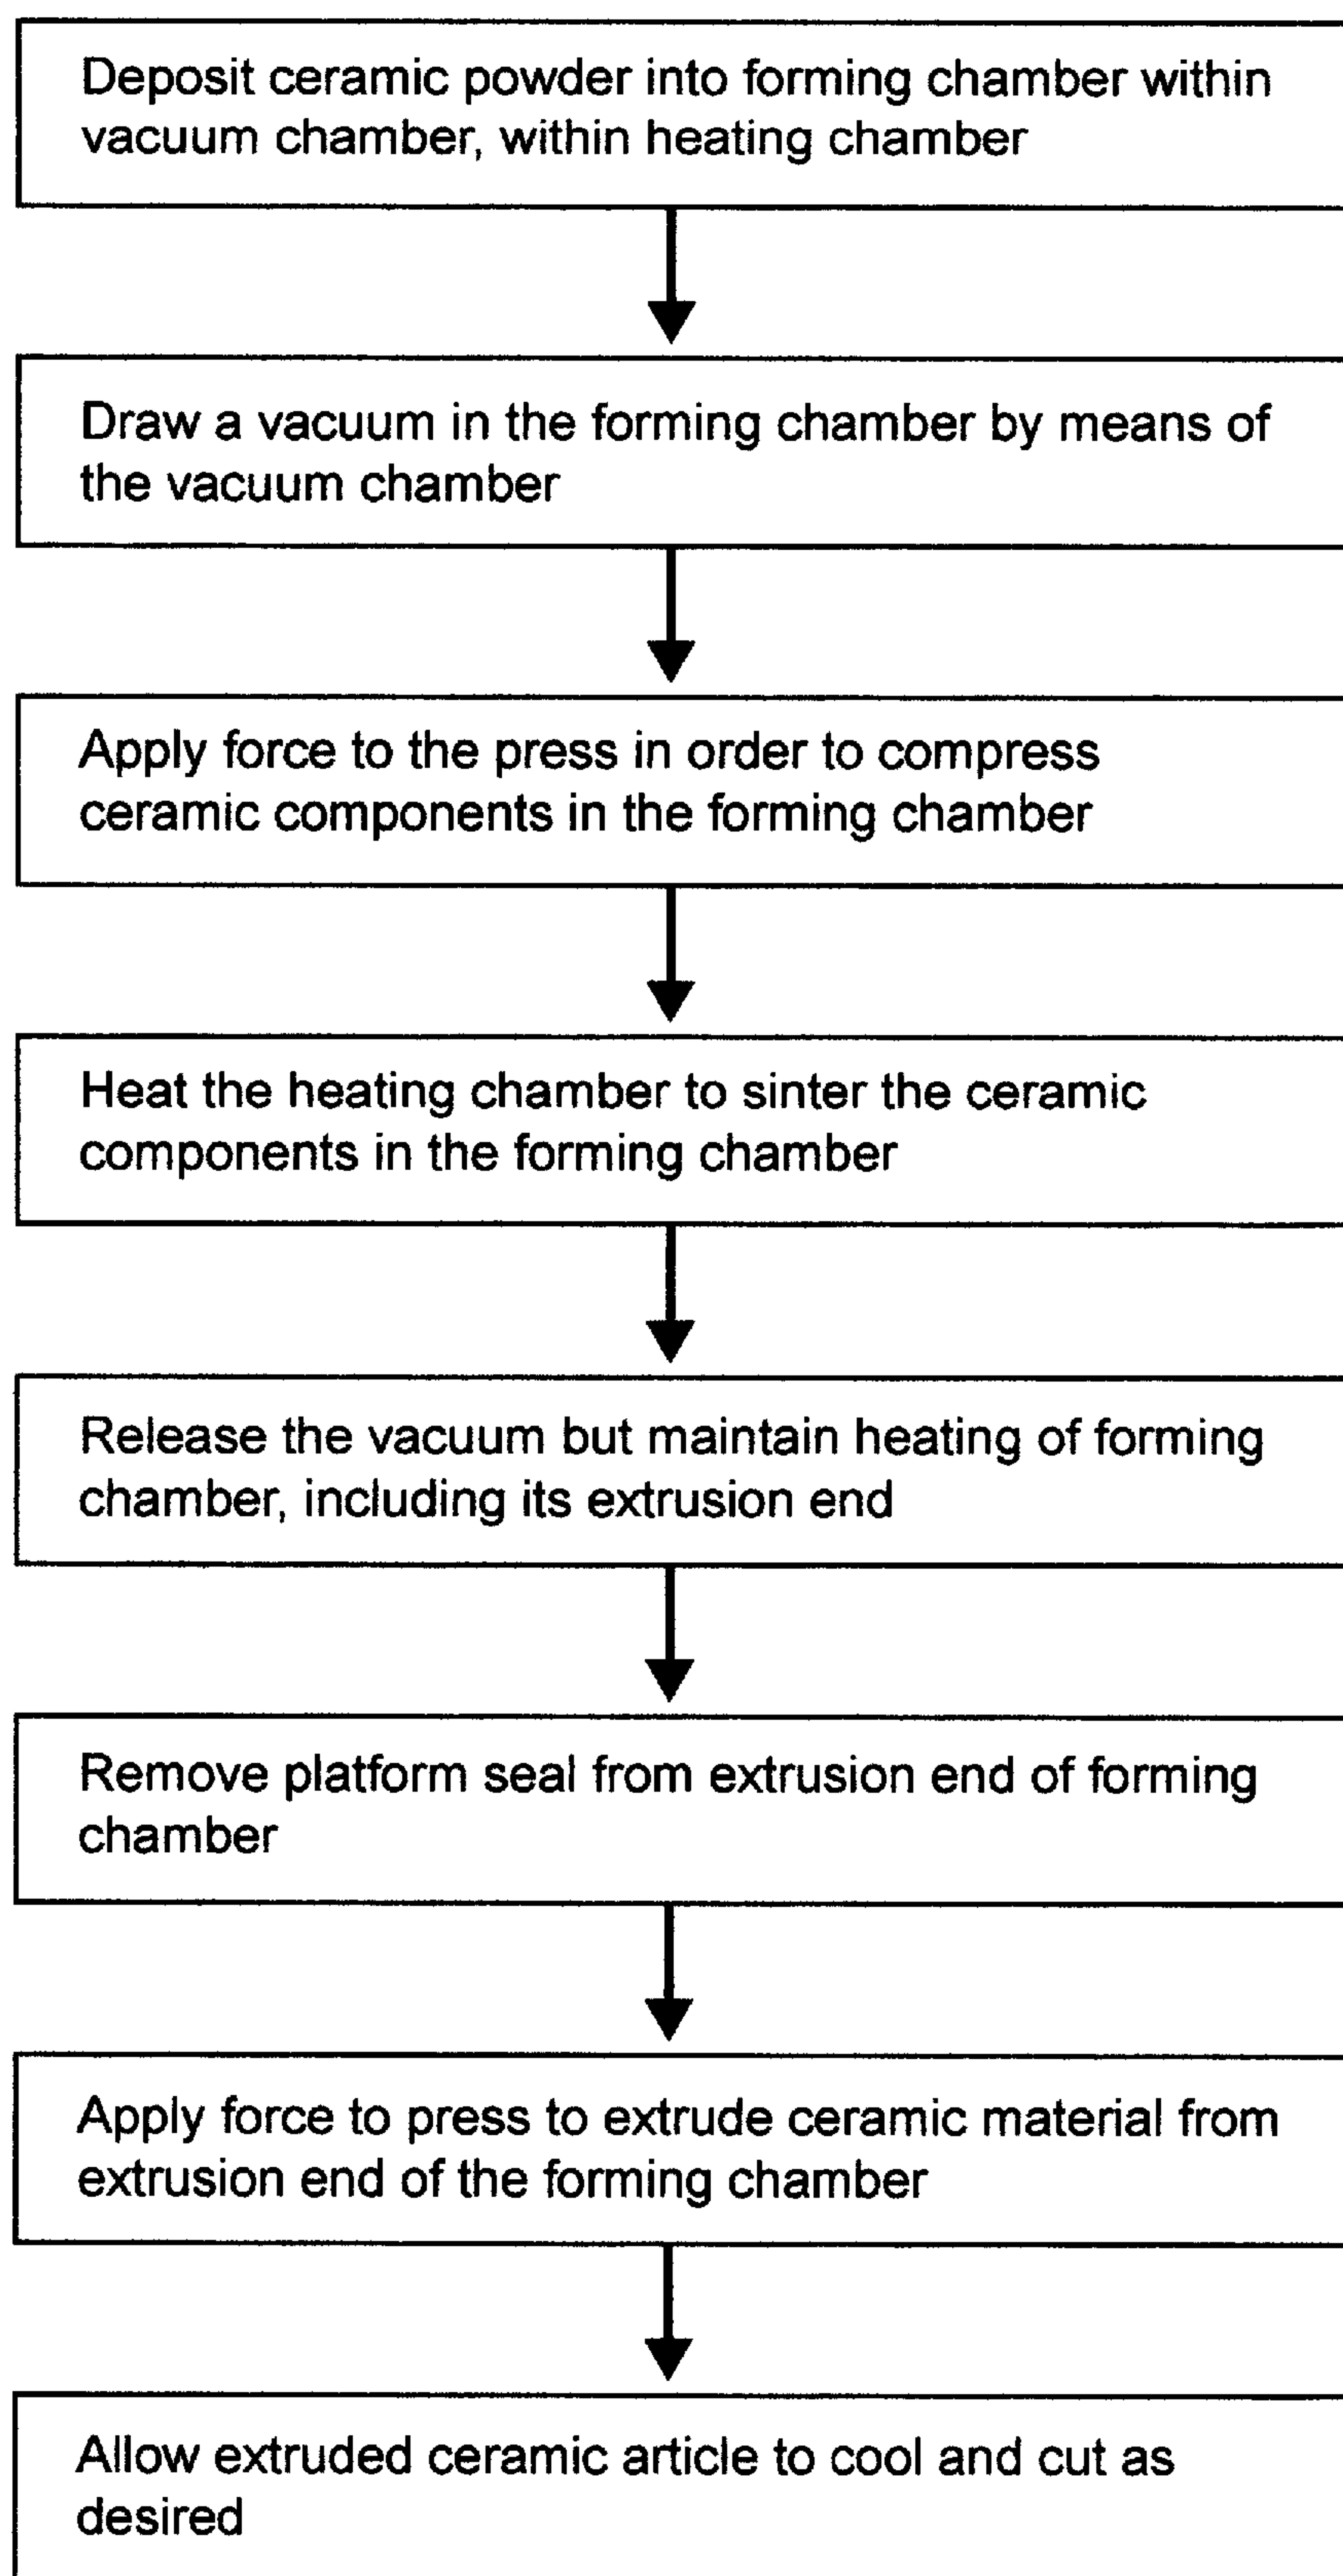 Deposit ceramic powder into forming chamber within
vacuum chamber, within heating chamber
Draw a vacuum in the forming chamber by means of
the vacuum chamber
Apply force to the press in order to compress
ceramic components in the forming chamber
Heat the heating chamber to sinter the ceramic
components in the forming chamber
Release the vacuum but maintain heating of forming
chamber, including its extrusion end
Remove platform seal from extrusion end of forming
chamber
Apply force to press to extrude ceramic material from
extrusion end of the forming chamber
Allow extruded ceramic article to cool and cut as
desired